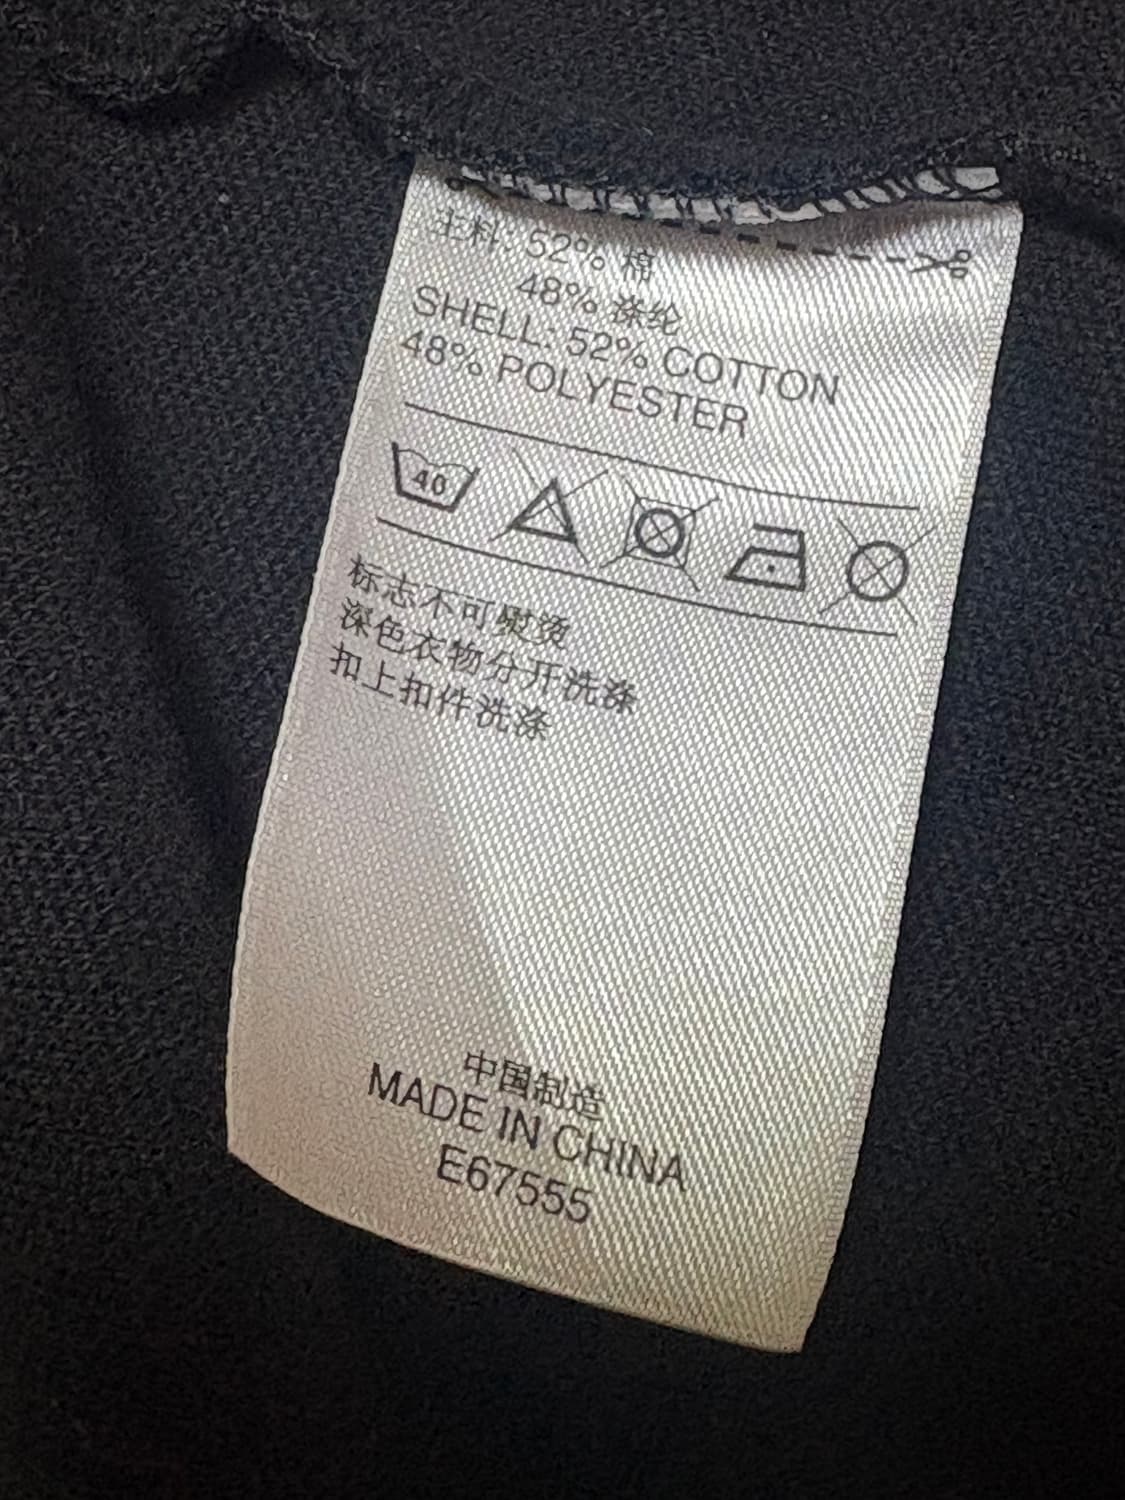 主料: 52% 棉
48% 涤纶
SHELL: 52% COTTON
48% POLYESTER
40
标志不可熨烫
深色衣物分开洗涤
扣上扣件洗涤
中国制造
MADE IN CHINA
E67555